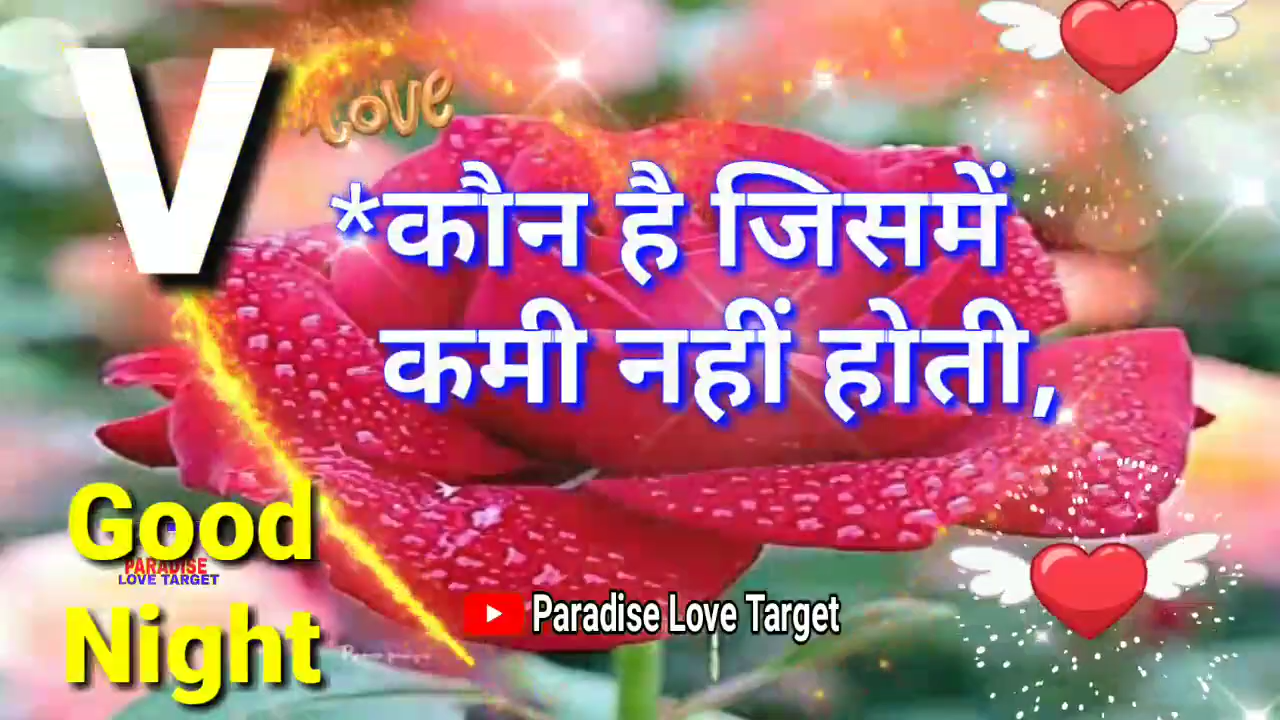 V
love
*कौन है जिसमें
कमी नहीं होती,
Good
PARADISE
LOVE TARGET
Night
Paradise Love Target